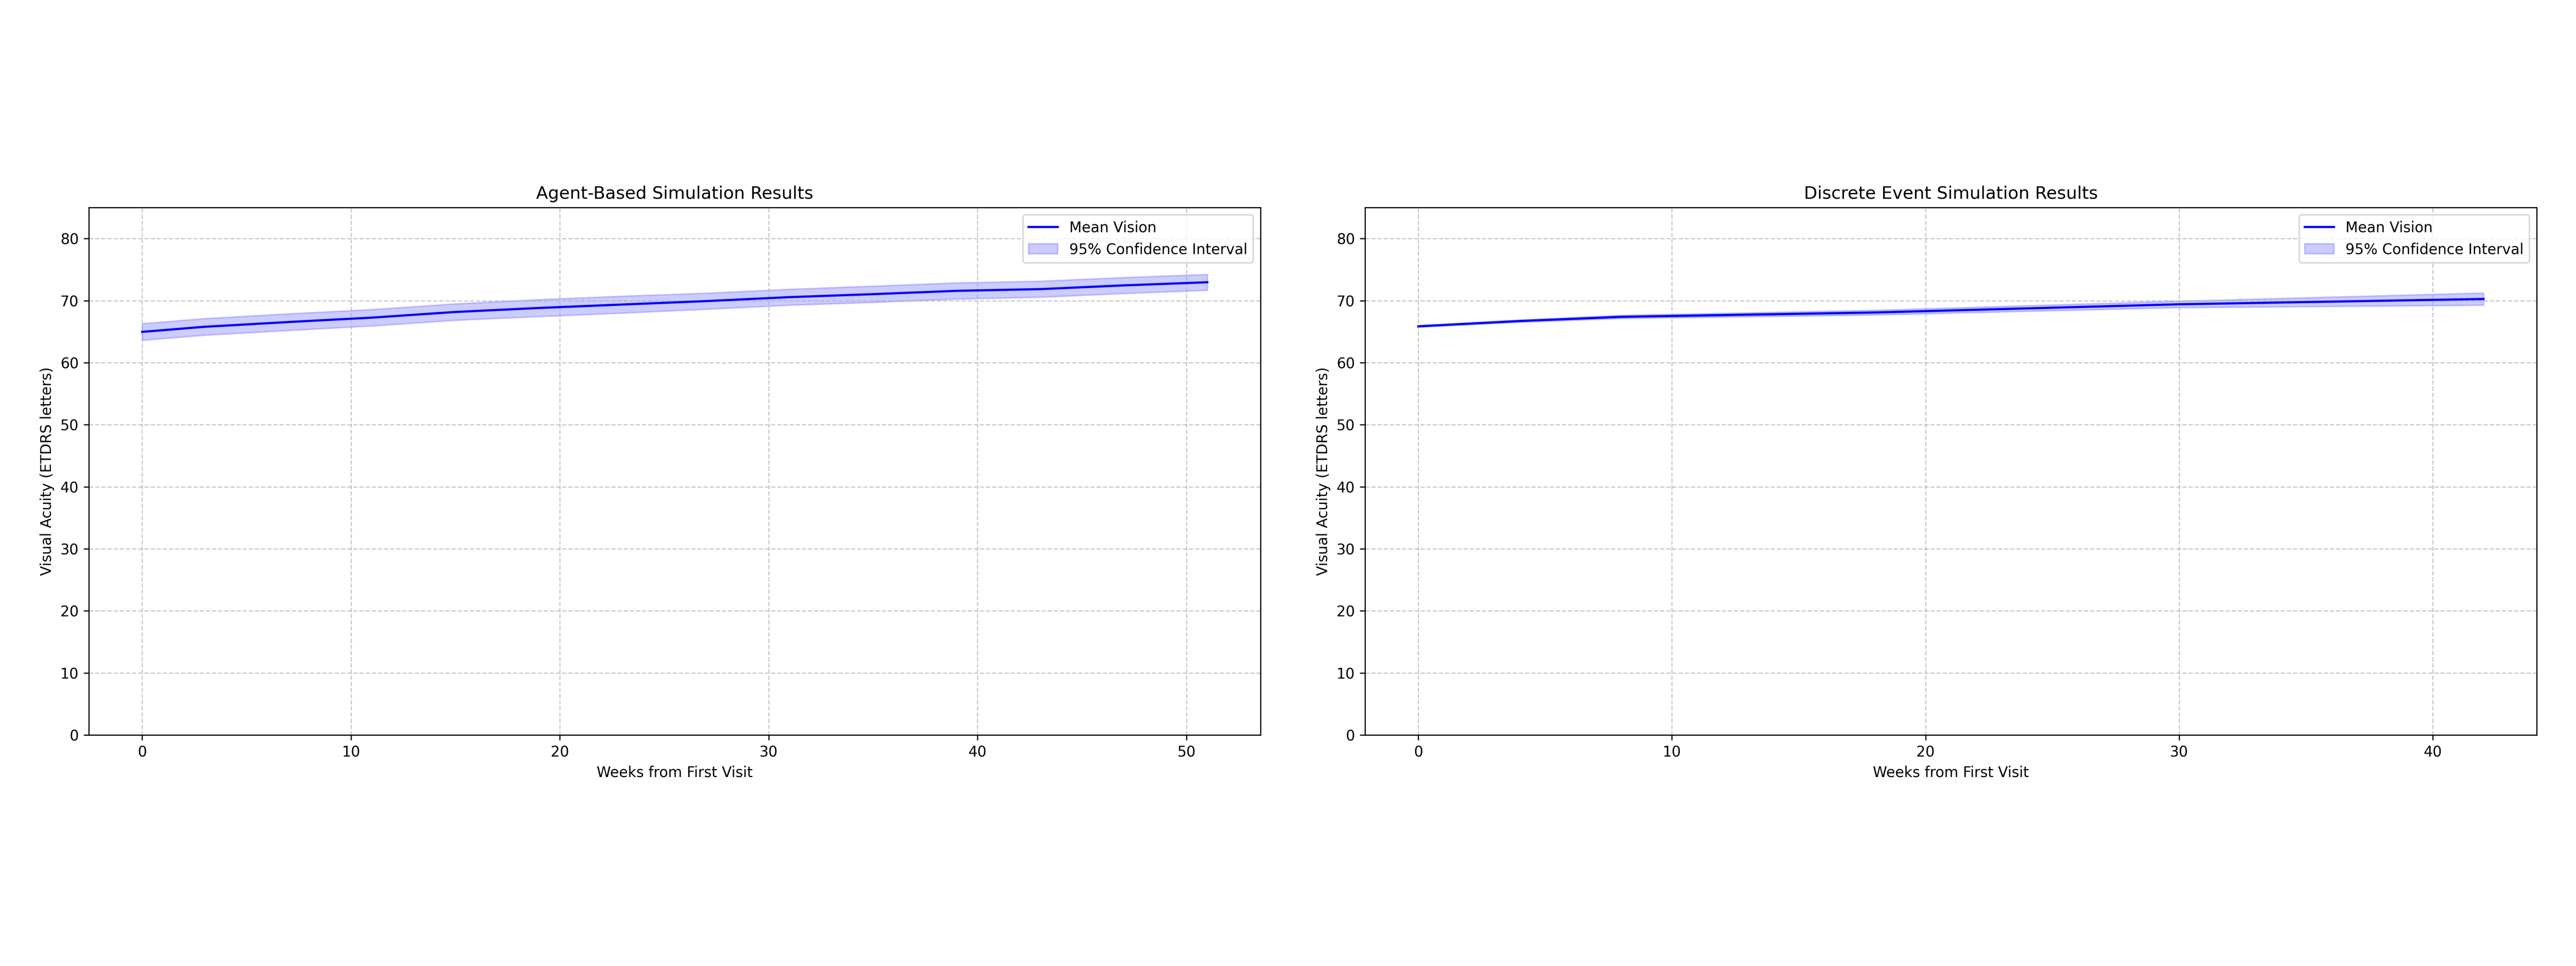 Agent-Based Simulation Results
Mean Vision
95% Confidence Interval
Visual Acuity (ETDRS letters)
80
70
60
50
40
30
20
10
0
0 10 20 30 40 50
Weeks from First Visit
Discrete Event Simulation Results
Mean Vision
95% Confidence Interval
Visual Acuity (ETDRS letters)
80
70
60
50
40
30
20
10
0
0 10 20 30 40
Weeks from First Visit